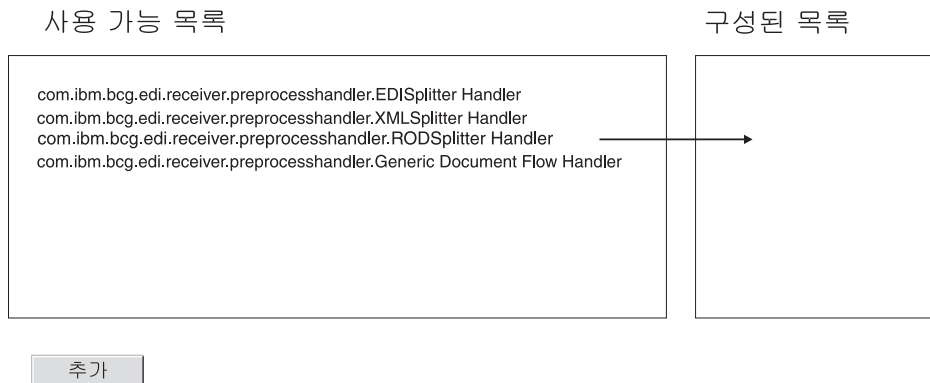 사용 가능 목록
구성된 목록
com.ibm.bcg.edi.receiver.preprocesshandler.EDISplitter Handler
com.ibm.bcg.edi.receiver.preprocesshandler.XMLSplitter Handler
com.ibm.bcg.edi.receiver.preprocesshandler.RODSplitter Handler
com.ibm.bcg.edi.receiver.preprocesshandler.Generic Document Flow Handler
추가